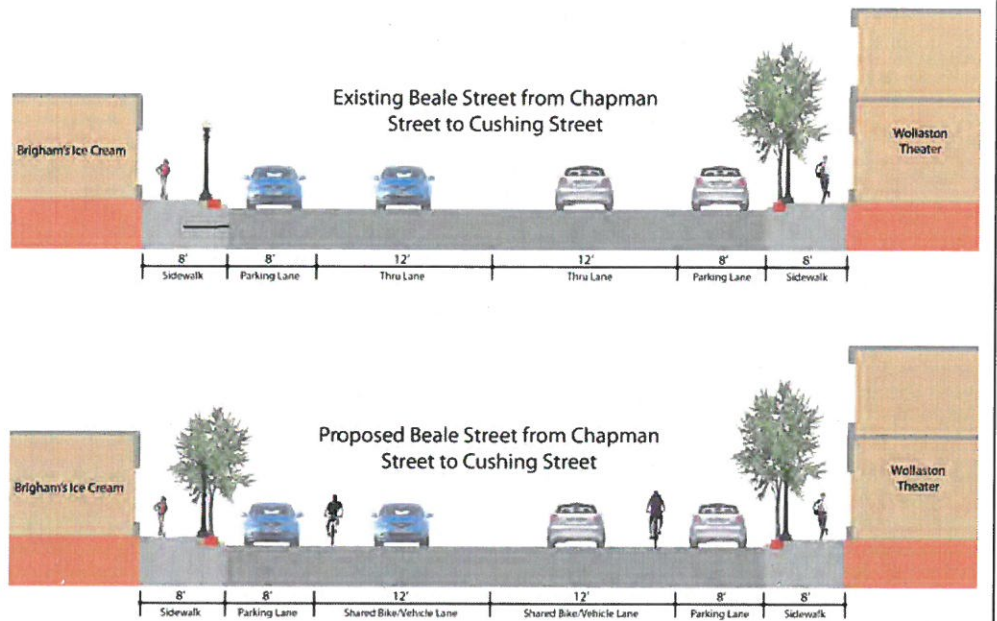 Existing Beale Street from Chapman
Street to Cushing Street
Brigham's Ice Cream
Wollaston
Theater
8' 8' 12' 12' 8' 8'
Sidewalk Parking Lane Thru Lane Thru Lane Parking Lane Sidewalk
Proposed Beale Street from Chapman
Street to Cushing Street
Brigham's Ice Cream
Wollaston
Theater
8' 8' 12' 12' 8' 8'
Sidewalk Parking Lane Shared Bike/Vehicle Lane Shared Bike/Vehicle Lane Parking Lane Sidewalk